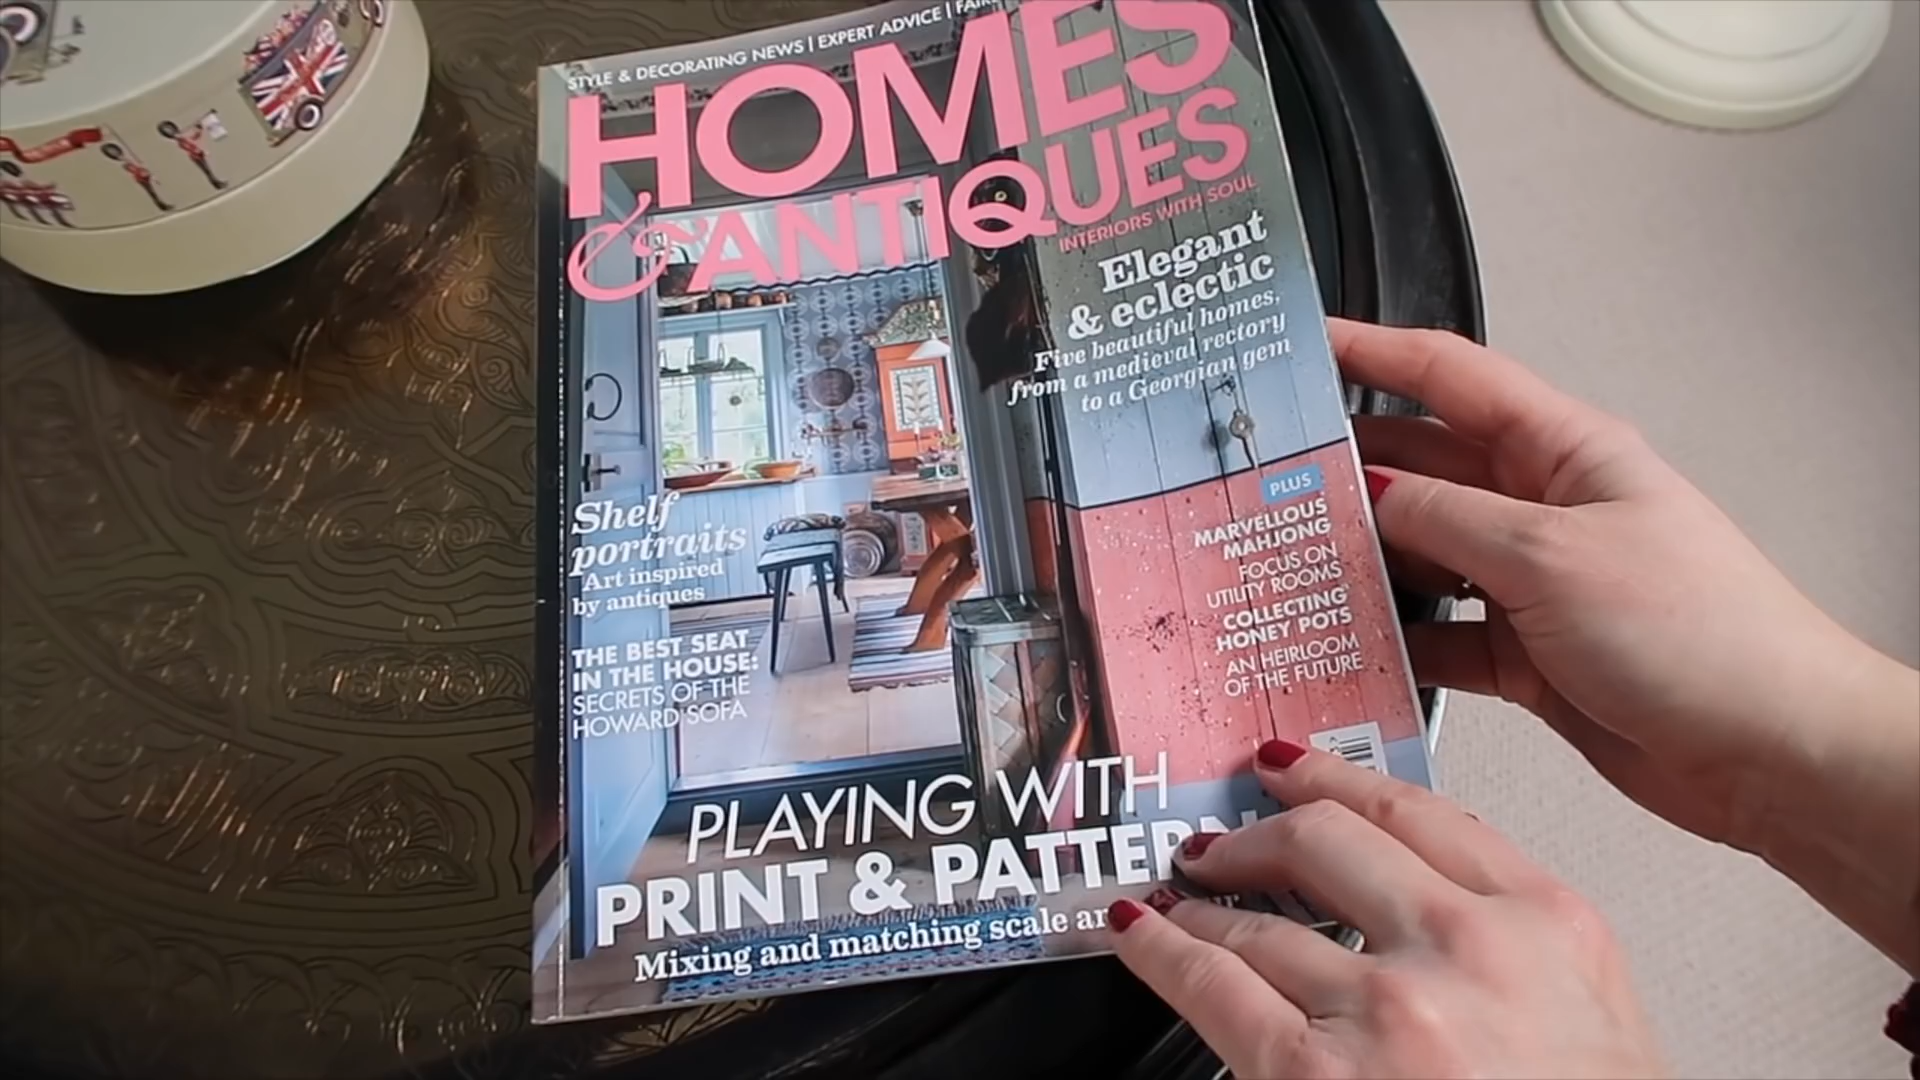 STYLE & DECORATING NEWS | EXPERT ADVICE |
HOMES
& ANTIQUES
INTERIORS WITH SOUL
Elegant
& eclectic
Five beautiful homes,
from a medieval rectory
to a Georgian gem
Shelf
portraits
Art inspired
by antiques
THE BEST SEAT
IN THE HOUSE:
SECRETS OF THE
HOWARD SOFA
PLUS
MARVELLOUS
MAHJONG
FOCUS ON
UTILITY ROOMS
COLLECTING
HONEY POTS
AN HEIRLOOM
OF THE FUTURE
PLAYING WITH
PRINT & PATTERN
Mixing and matching scale